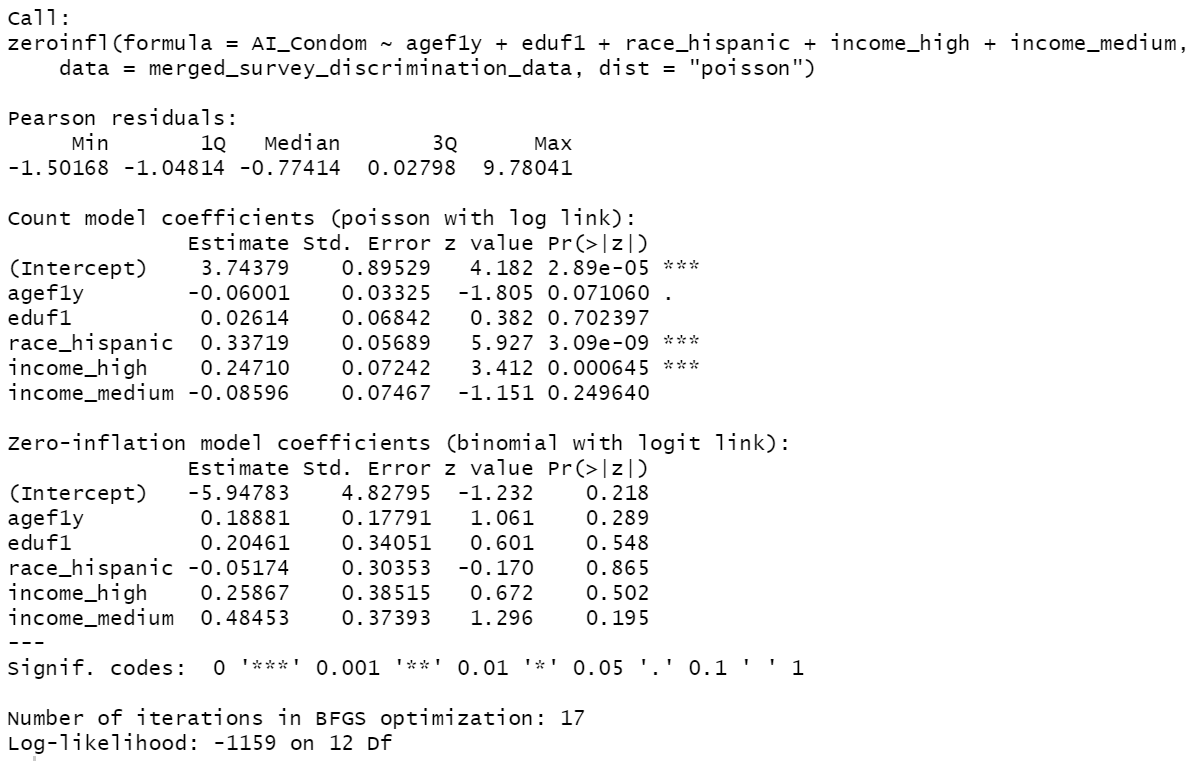 Call:
zeroinfl(formula = AI_Condom ~ agef1y + eduf1 + race_hispanic + income_high + income_medium,
    data = merged_survey_discrimination_data, dist = "poisson")

Pearson residuals:
     Min       1Q   Median       3Q      Max
-1.50168 -1.04814 -0.77414  0.02798  9.78041

Count model coefficients (poisson with log link):
              Estimate Std. Error z value Pr(>|z|)
(Intercept)    3.74379    0.89529   4.182 2.89e-05 ***
agef1y        -0.06001    0.03325  -1.805 0.071060 .
eduf1          0.02614    0.06842   0.382 0.702397
race_hispanic  0.33719    0.05689   5.927 3.09e-09 ***
income_high    0.24710    0.07242   3.412 0.000645 ***
income_medium -0.08596    0.07467  -1.151 0.249640

Zero-inflation model coefficients (binomial with logit link):
              Estimate Std. Error z value Pr(>|z|)
(Intercept)   -5.94783    4.82795  -1.232    0.218
agef1y         0.18881    0.17791   1.061    0.289
eduf1          0.20461    0.34051   0.601    0.548
race_hispanic -0.05174    0.30353  -0.170    0.865
income_high    0.25867    0.38515   0.672    0.502
income_medium  0.48453    0.37393   1.296    0.195
---
Signif. codes:  0 '***' 0.001 '**' 0.01 '*' 0.05 '.' 0.1 ' ' 1

Number of iterations in BFGS optimization: 17
Log-likelihood: -1159 on 12 Df